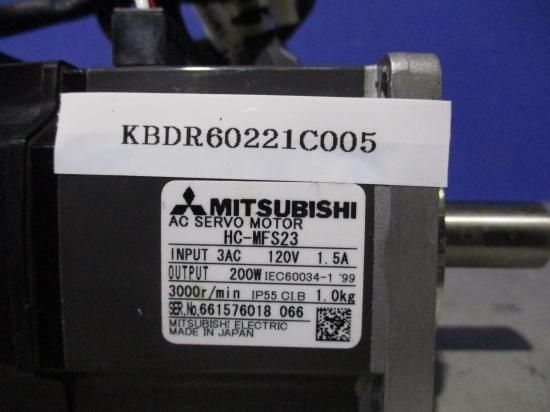 KBDR60221C005
MITSUBISHI
AC SERVO MOTOR
HC-MFS23
INPUT 3AC 120V 1.5A
OUTPUT 200W IEC60034-1 '99
3000r/min IP55 CI.B 1.0kg
SER.No.661576018 066
MITSUBISHI ELECTRIC
MADE IN JAPAN